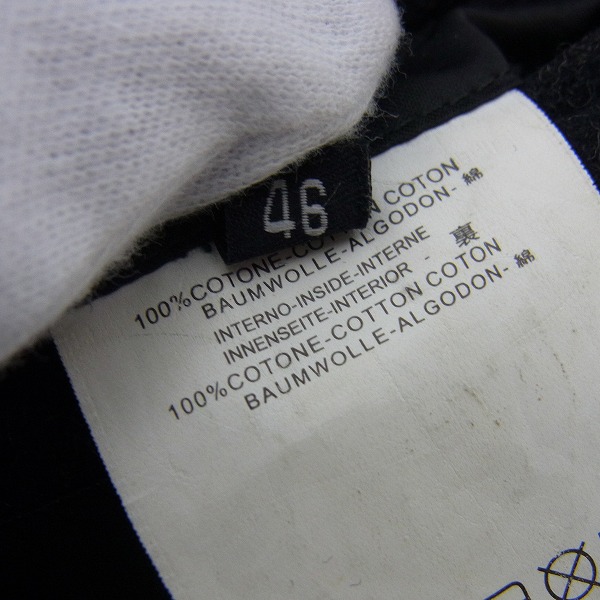 46
100%COTONE-COTTON COTON
BAUMWOLLE-ALGODON-綿
INTERNO-INSIDE-INTERNE
INNENSEITE-INTERIOR - 裏
100%COTONE-COTTON COTON
BAUMWOLLE-ALGODON-綿